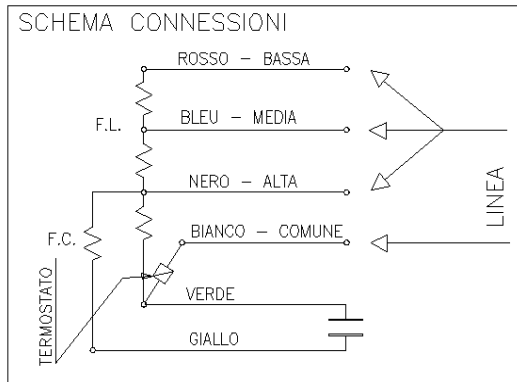 SCHEMA CONNESSIONI
ROSSO - BASSA
F.L.
BLEU - MEDIA
NERO - ALTA
F.C.
BIANCO - COMUNE
LINEA
TERMOSTATO
VERDE
GIALLO